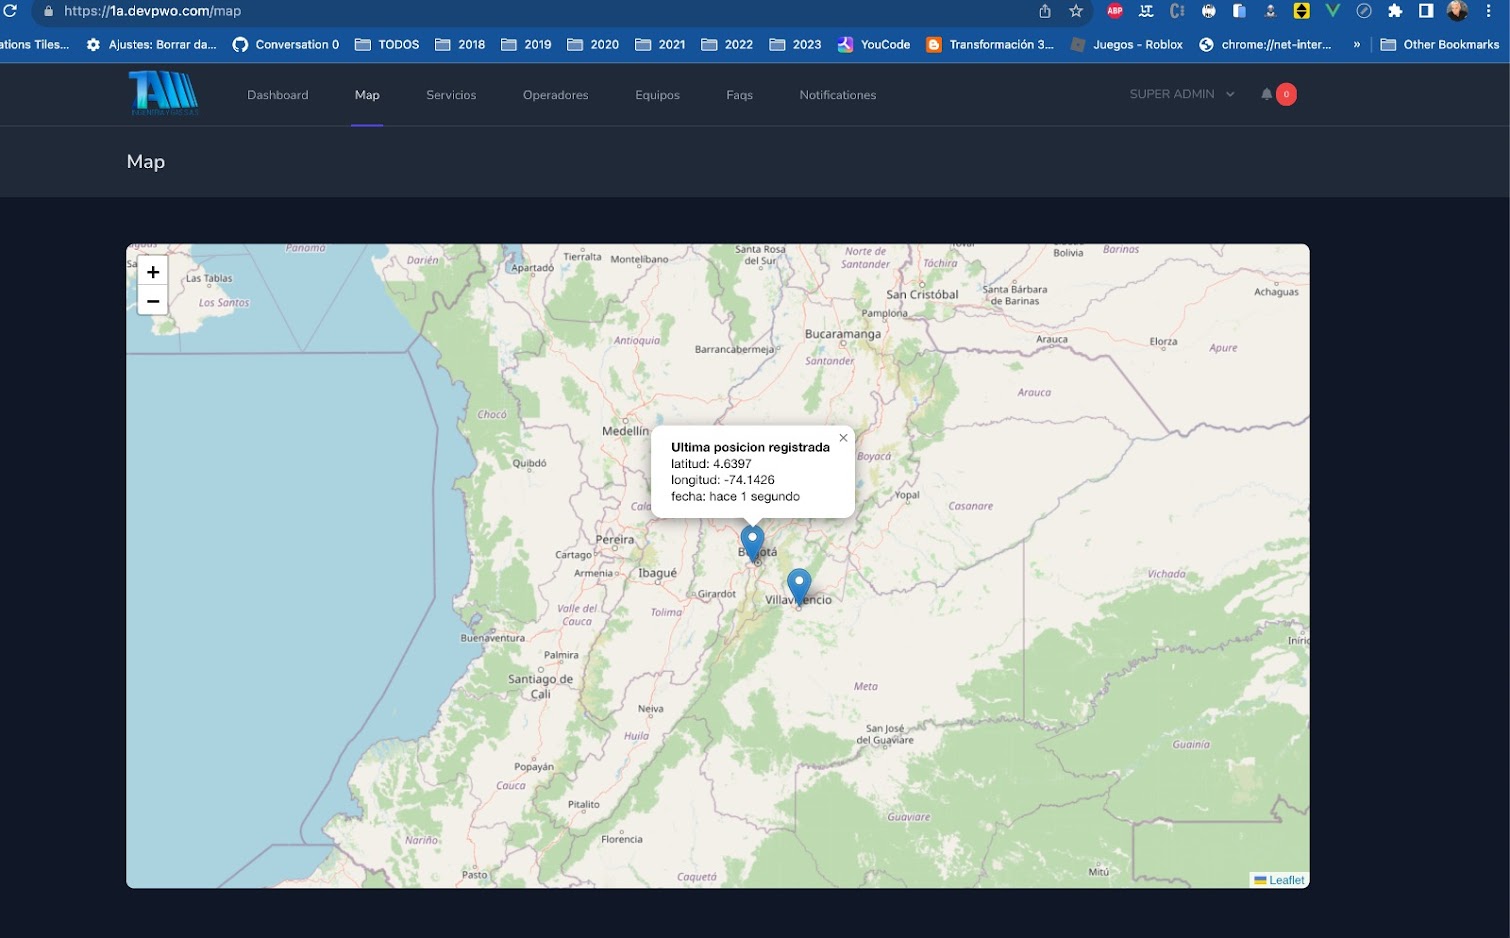 https://1a.devpwo.com/map
ations Tiles...
Ajustes: Borrar da...
Conversation 0
TODOS
2018
2019
2020
2021
2022
2023
YouCode
Transformación 3...
Juegos - Roblox
chrome://net-inter...
»
Other Bookmarks
ABP
1A
Dashboard
Map
Servicios
Operadores
Equipos
Faqs
Notificationes
SUPER ADMIN
0
Map
+
−
Panamá
Las Tablas
Los Santos
Darién
Apartado
Tierralta
Montelíbano
Santa Rosa
del Sur
Norte de
Santander
Táchira
Bolivia
Barinas
San Cristóbal
Santa Bárbara
de Barinas
Achaguas
Pamplona
Bucaramanga
Antioquia
Barrancabermeja
Santander
Arauca
Elorza
Apure
Arauca
Chocó
Medellín
Ultima posicion registrada
latitud: 4.6397
longitud: -74.1426
fecha: hace 1 segundo
×
Boyacá
Quibdó
Yopal
Casanare
Cald
Pereira
Cartago
Armenia
Ibagué
Bogotá
Girardot
Villavicencio
Vichada
Valle del
Cauca
Tolima
Buenaventura
Palmira
Santiago de
Cali
Meta
Neiva
Huila
San José
del Guaviare
Guainía
Popayán
Cauca
Pitalito
Guaviare
Florencia
Nariño
Pasto
Caquetá
Mitú
Leaflet